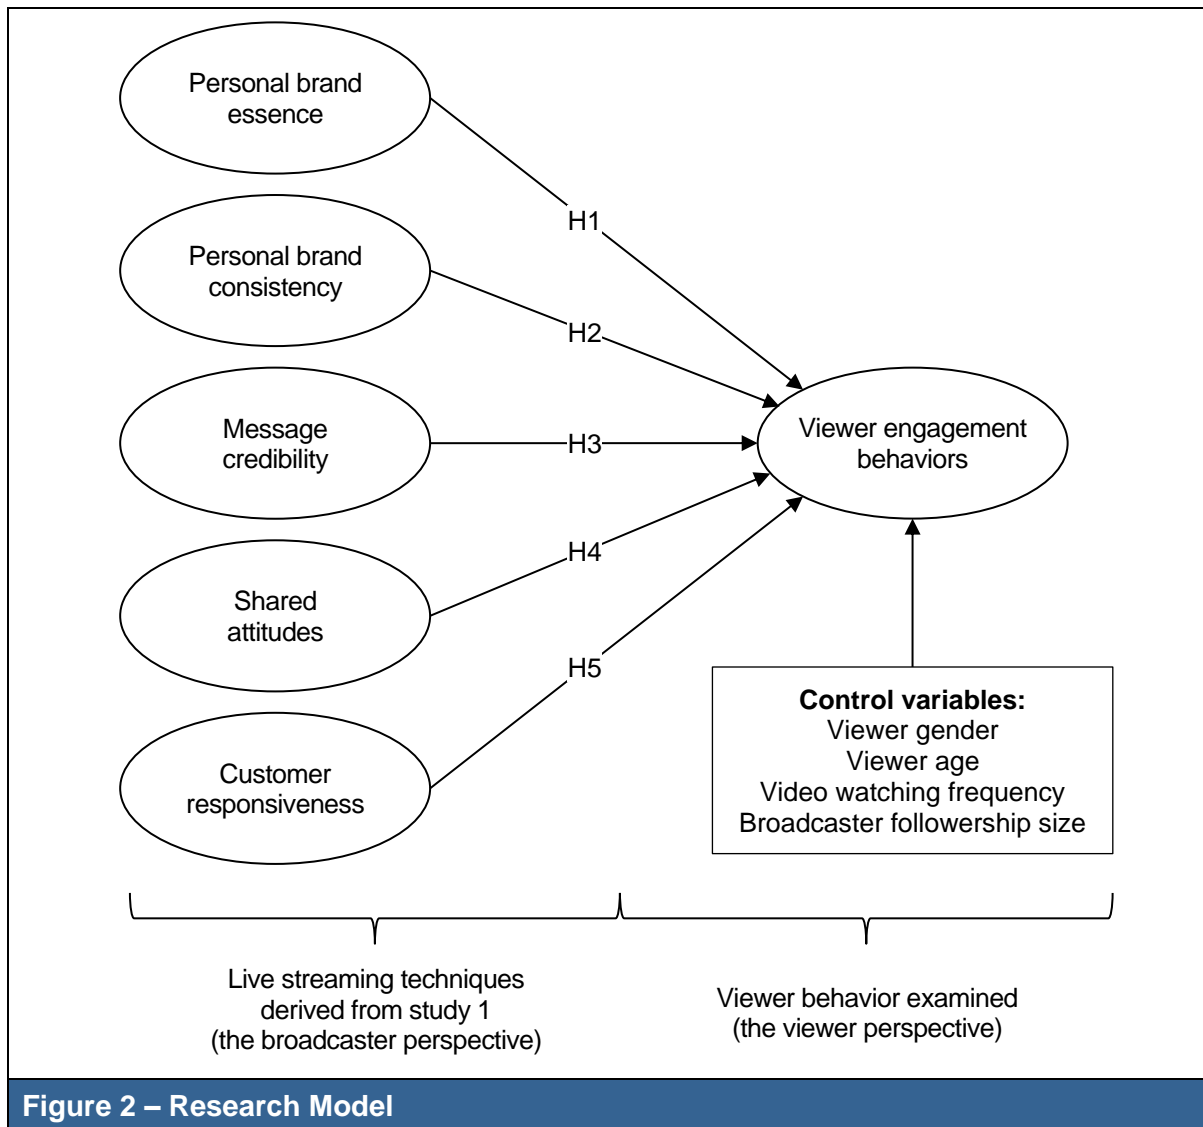 Personal brand
essence
H1
Personal brand
consistency
H2
Message
credibility
H3
Viewer engagement
behaviors
Shared
attitudes
H4
H5
Customer
responsiveness
Control variables:
Viewer gender
Viewer age
Video watching frequency
Broadcaster followership size
Live streaming techniques
derived from study 1
(the broadcaster perspective)
Viewer behavior examined
(the viewer perspective)
Figure 2 – Research Model